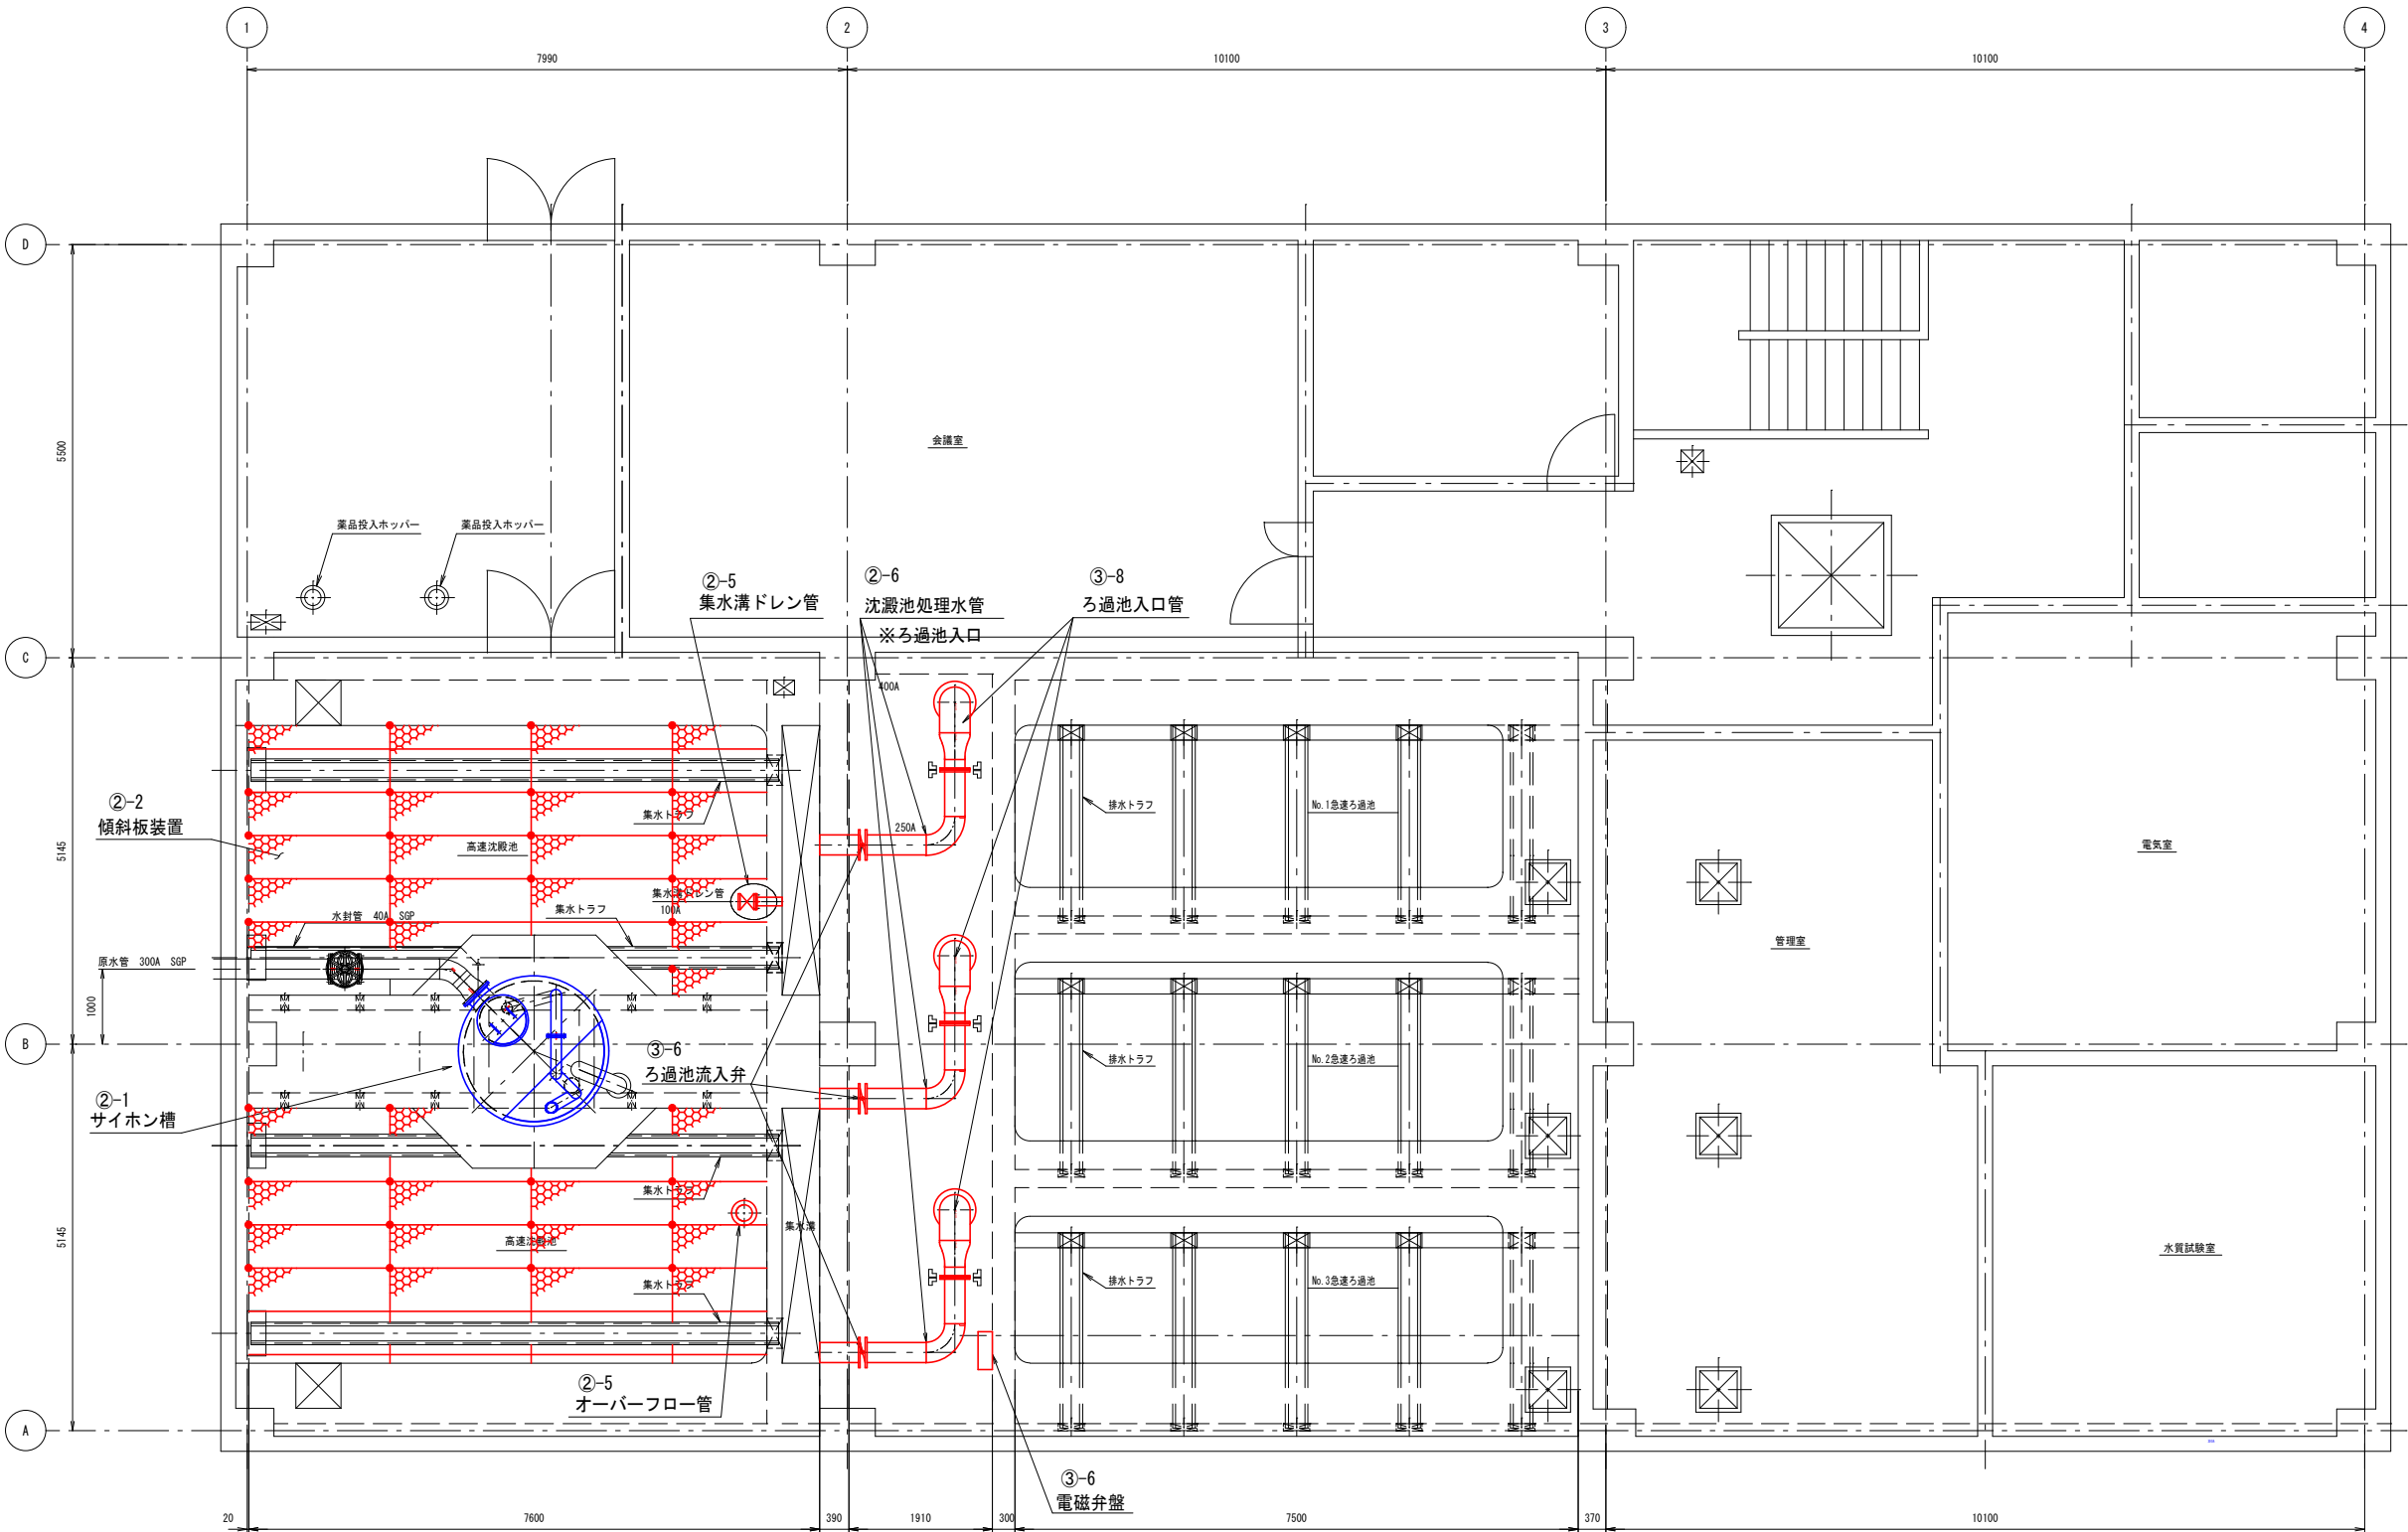 1
2
3
4
7990
10100
10100
D
5500
会議室
薬品投入ホッパー
薬品投入ホッパー
②-5
集水溝ドレン管
②-6
沈澱池処理水管
※ろ過池入口
③-8
ろ過池入口管
C
400A
②-2
傾斜板装置
集水トラフ
高速沈殿池
250A
排水トラフ
No.1急速ろ過池
電気室
5145
集水溝ドレン管
100A
水封管 40A SGP
集水トラフ
管理室
原水管 300A SGP
1000
B
③-6
ろ過池流入弁
排水トラフ
No.2急速ろ過池
②-1
サイホン槽
集水トラフ
集水溝
高速沈殿池
5145
水質試験室
集水トラフ
排水トラフ
No.3急速ろ過池
②-5
オーバーフロー管
A
③-6
電磁弁盤
20
7600
390
1910
300
7500
370
10100